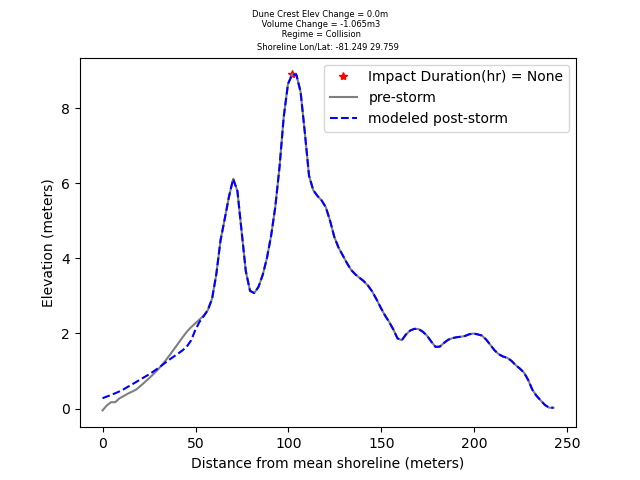 Dune Crest Elev Change = 0.0m
Volume Change = -1.065m3
Regime = Collision
Shoreline Lon/Lat: -81.249 29.759
Impact Duration(hr) = None
pre-storm
modeled post-storm
Elevation (meters)
8
6
4
2
0
0 50 100 150 200 250
Distance from mean shoreline (meters)